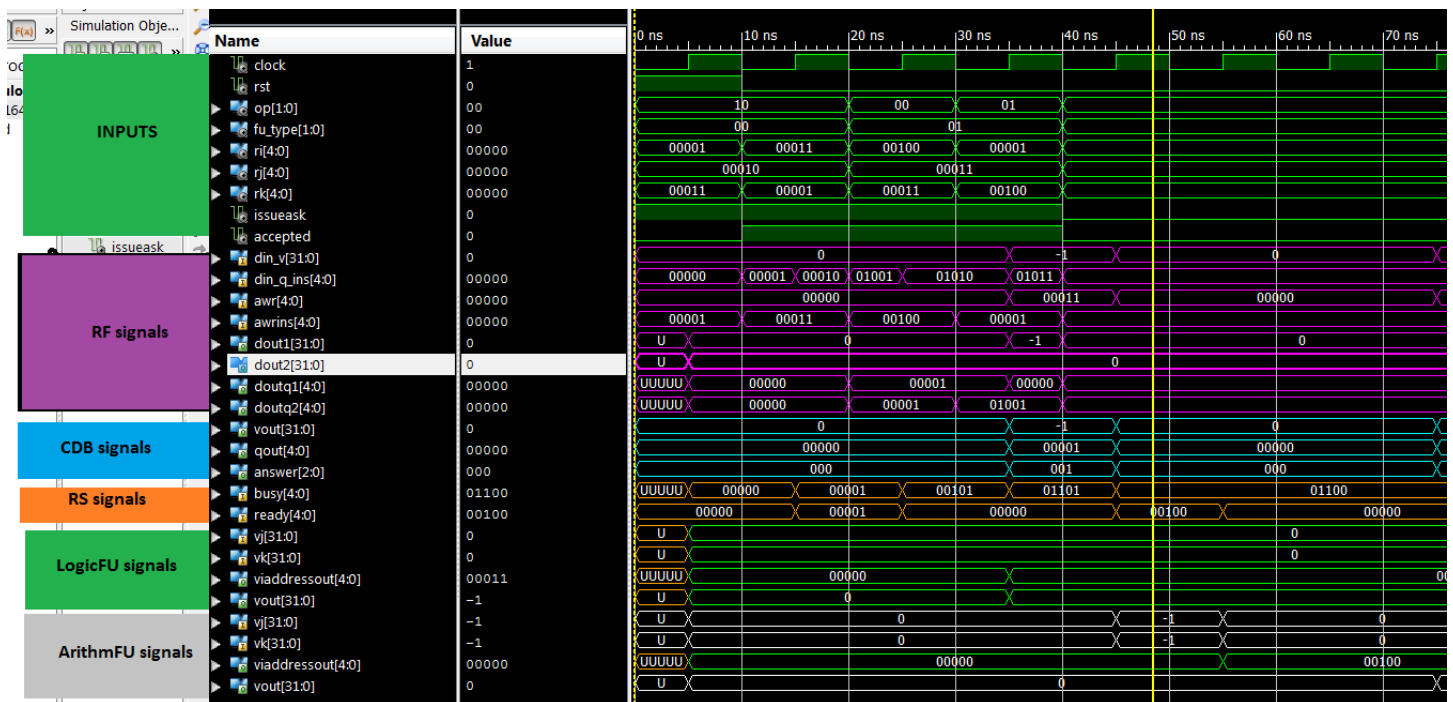 Simulation Obje...
F(x)
»
»
Name
Value
0 ns
10 ns
20 ns
30 ns
40 ns
50 ns
60 ns
70 ns
INPUTS
clock 1
rst 0
op[1:0] 00 10 00 01
fu_type[1:0] 00 00 01
ri[4:0] 00000 00001 00011 00100 00001
rj[4:0] 00000 00010 00011
rk[4:0] 00000 00011 00001 00011 00100
issueask 0
accepted 0
issueask
RF signals
din_v[31:0] 0 0 -1 0
din_q_ins[4:0] 00000 00000 00001 00010 01001 01010 01011
awr[4:0] 00000 00000 00011 00000
awrins[4:0] 00000 00001 00011 00100 00001
dout1[31:0] 0 U 0 -1 0
dout2[31:0] 0 U 0
doutq1[4:0] 00000 UUUUU 00000 00001 00000
doutq2[4:0] 00000 UUUUU 00000 00001 01001
CDB signals
vout[31:0] 0 0 -1 0
qout[4:0] 00000 00000 00001 00000
answer[2:0] 000 000 001 000
RS signals
busy[4:0] 01100 UUUUU 00000 00001 00101 01101 01100
ready[4:0] 00100 00000 00001 00000 00100 00000
LogicFU signals
vj[31:0] 0 U 0
vk[31:0] 0 U 0
viaddressout[4:0] 00011 UUUUU 00000
vout[31:0] -1 U 0
ArithmFU signals
vj[31:0] -1 U 0 -1 0
vk[31:0] -1 U 0 -1 0
viaddressout[4:0] 00000 UUUUU 00000 00100
vout[31:0] 0 U 0